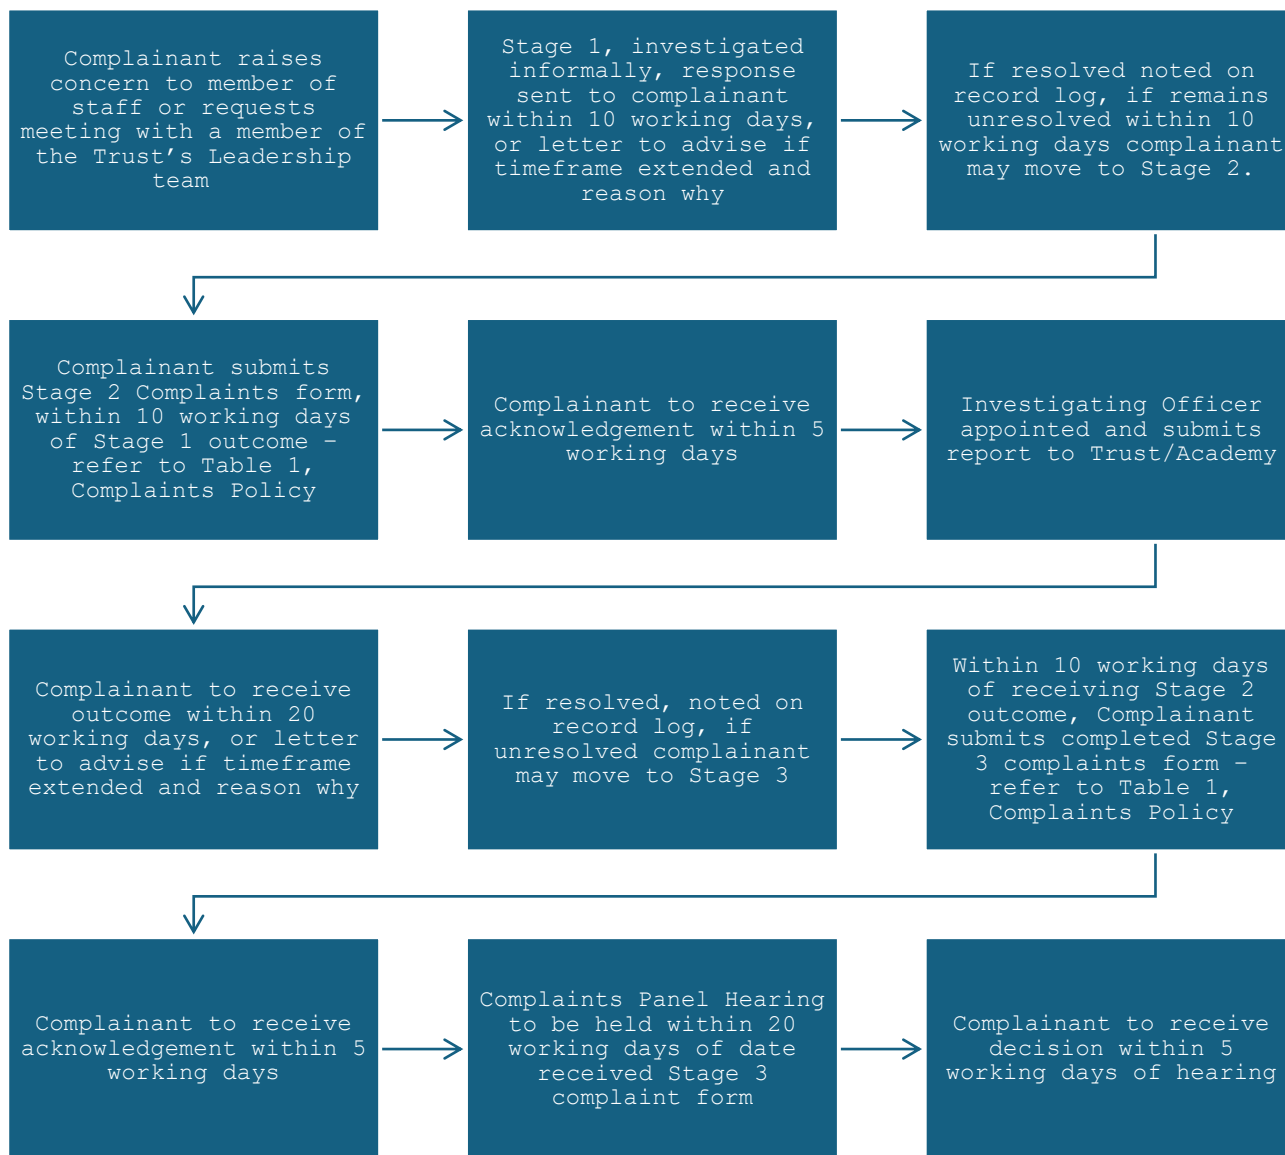 Complainant raises
concern to member of
staff or requests
meeting with a member of
the Trust’s Leadership
team
Stage 1, investigated
informally, response
sent to complainant
within 10 working days,
or letter to advise if
timeframe extended and
reason why
If resolved noted on
record log, if remains
unresolved within 10
working days complainant
may move to Stage 2.
Complainant submits
Stage 2 Complaints form,
within 10 working days
of Stage 1 outcome –
refer to Table 1,
Complaints Policy
Complainant to receive
acknowledgement within 5
working days
Investigating Officer
appointed and submits
report to Trust/Academy
Complainant to receive
outcome within 20
working days, or letter
to advise if timeframe
extended and reason why
If resolved, noted on
record log, if
unresolved complainant
may move to Stage 3
Within 10 working days
of receiving Stage 2
outcome, Complainant
submits completed Stage
3 complaints form –
refer to Table 1,
Complaints Policy
Complainant to receive
acknowledgement within 5
working days
Complaints Panel Hearing
to be held within 20
working days of date
received Stage 3
complaint form
Complainant to receive
decision within 5
working days of hearing